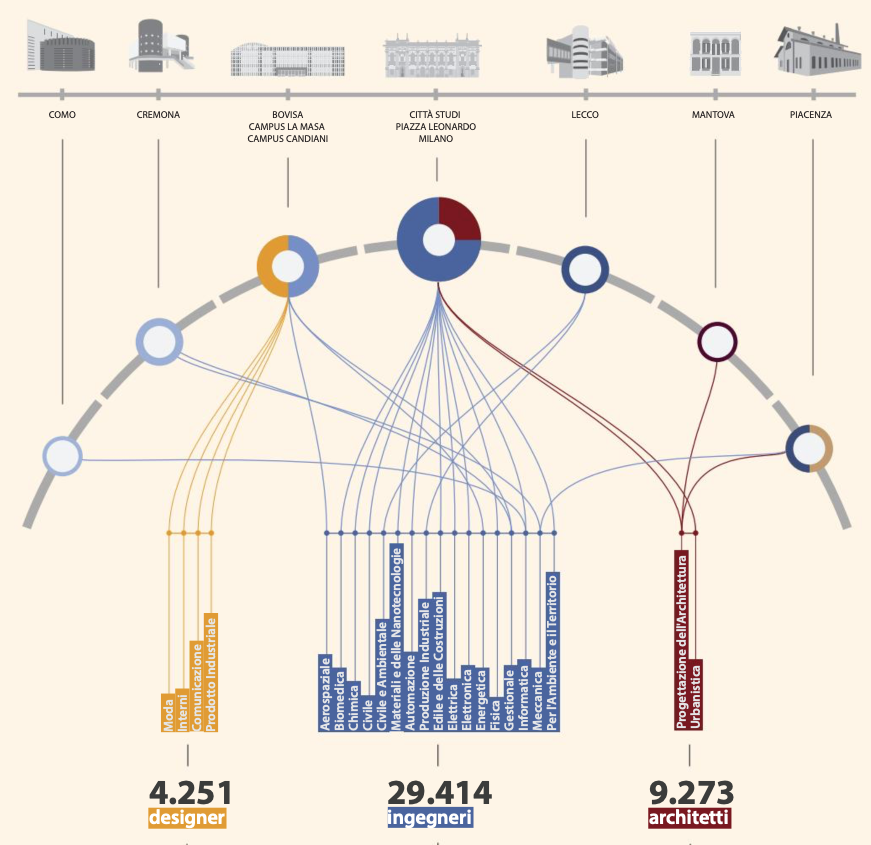 COMO
CREMONA
BOVISA
CAMPUS LA MASA
CAMPUS CANDIANI
CITTÀ STUDI
PIAZZA LEONARDO
MILANO
LECCO
MANTOVA
PIACENZA
Moda
Interni
Comunicazione
Prodotto Industriale
Aerospaziale
Biomedica
Chimica
Civile
Civile e Ambientale
Materiali e delle Nanotecnologie
Automazione
Produzione Industriale
Edile e delle Costruzioni
Elettrica
Elettronica
Energetica
Fisica
Gestionale
Informatica
Meccanica
Per l'Ambiente e il Territorio
Progettazione dell'Architettura
Urbanistica
4.251
designer
29.414
ingegneri
9.273
architetti